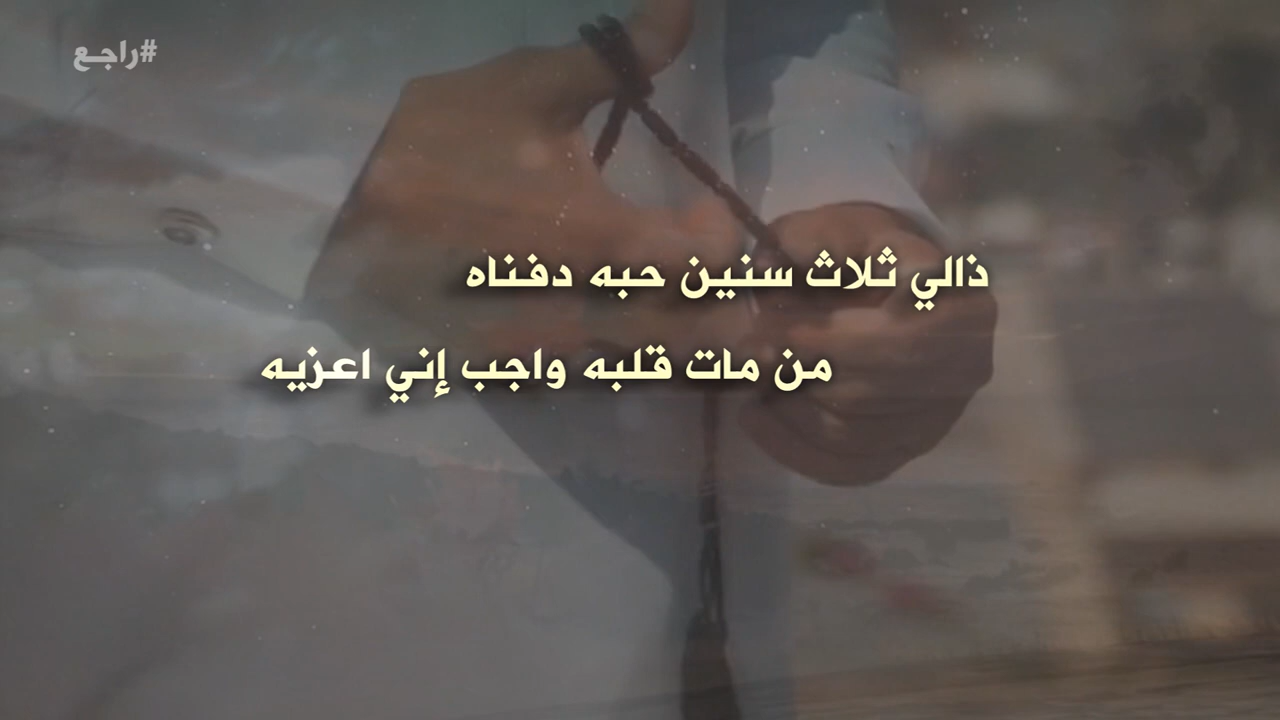 #راجع
ذالي ثلاث سنين حبه دفناه
من مات قلبه واجب إني اعزيه